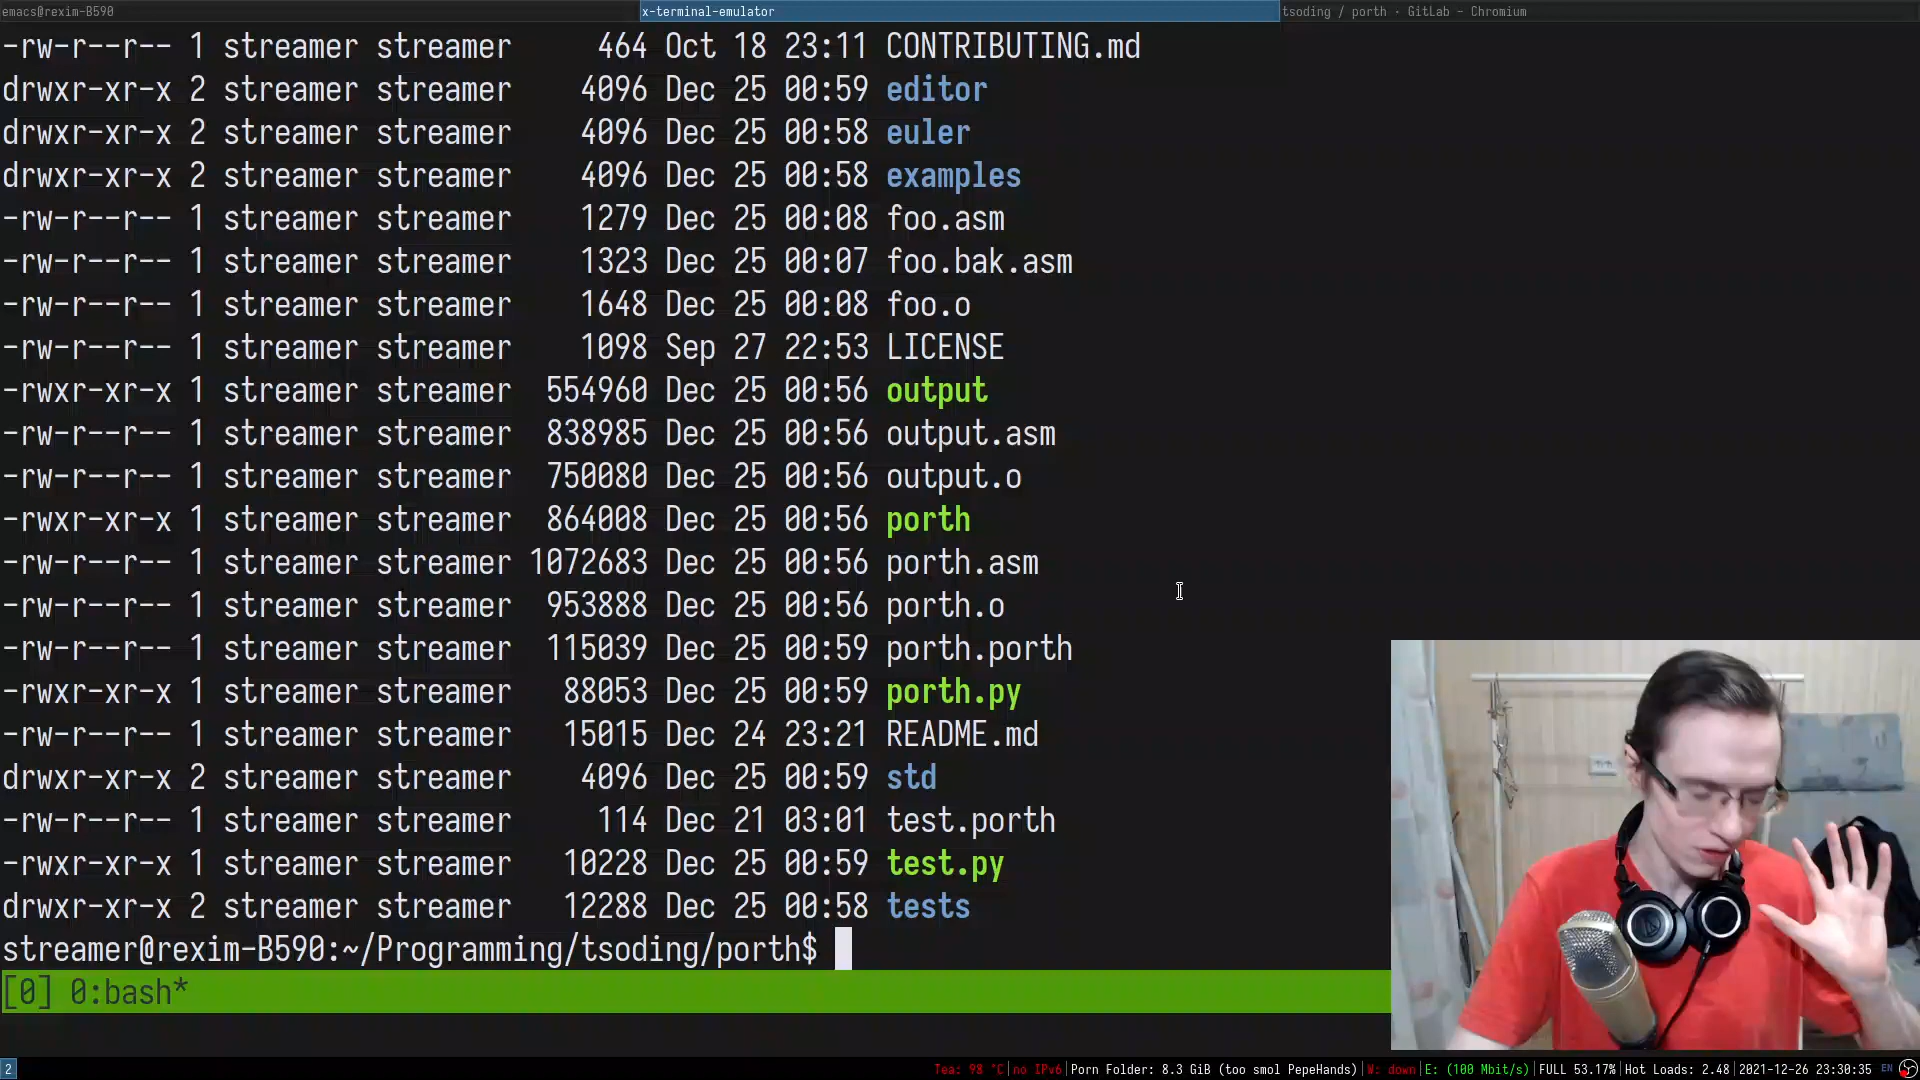 emacs@rexim-B590 x-terminal-emulator tsoding / porth · GitLab - Chromium
-rw-r--r-- 1 streamer streamer 464 Oct 18 23:11 CONTRIBUTING.md
drwxr-xr-x 2 streamer streamer 4096 Dec 25 00:59 editor
drwxr-xr-x 2 streamer streamer 4096 Dec 25 00:58 euler
drwxr-xr-x 2 streamer streamer 4096 Dec 25 00:58 examples
-rw-r--r-- 1 streamer streamer 1279 Dec 25 00:08 foo.asm
-rw-r--r-- 1 streamer streamer 1323 Dec 25 00:07 foo.bak.asm
-rw-r--r-- 1 streamer streamer 1648 Dec 25 00:08 foo.o
-rw-r--r-- 1 streamer streamer 1098 Sep 27 22:53 LICENSE
-rwxr-xr-x 1 streamer streamer 554960 Dec 25 00:56 output
-rw-r--r-- 1 streamer streamer 838985 Dec 25 00:56 output.asm
-rw-r--r-- 1 streamer streamer 750080 Dec 25 00:56 output.o
-rwxr-xr-x 1 streamer streamer 864008 Dec 25 00:56 porth
-rw-r--r-- 1 streamer streamer 1072683 Dec 25 00:56 porth.asm
-rw-r--r-- 1 streamer streamer 953888 Dec 25 00:56 porth.o
-rw-r--r-- 1 streamer streamer 115039 Dec 25 00:59 porth.porth
-rwxr-xr-x 1 streamer streamer 88053 Dec 25 00:59 porth.py
-rw-r--r-- 1 streamer streamer 15015 Dec 24 23:21 README.md
drwxr-xr-x 2 streamer streamer 4096 Dec 25 00:59 std
-rw-r--r-- 1 streamer streamer 114 Dec 21 03:01 test.porth
-rwxr-xr-x 1 streamer streamer 10228 Dec 25 00:59 test.py
drwxr-xr-x 2 streamer streamer 12288 Dec 25 00:58 tests
streamer@rexim-B590:~/Programming/tsoding/porth$
[0] 0:bash*
2 Tea: 98 °C|no IPv6|Porn Folder: 8.3 GiB (too smol PepeHands)|W: down|E: (100 Mbit/s)|FULL 53.17%|Hot Loads: 2.48|2021-12-26 23:30:35 EN